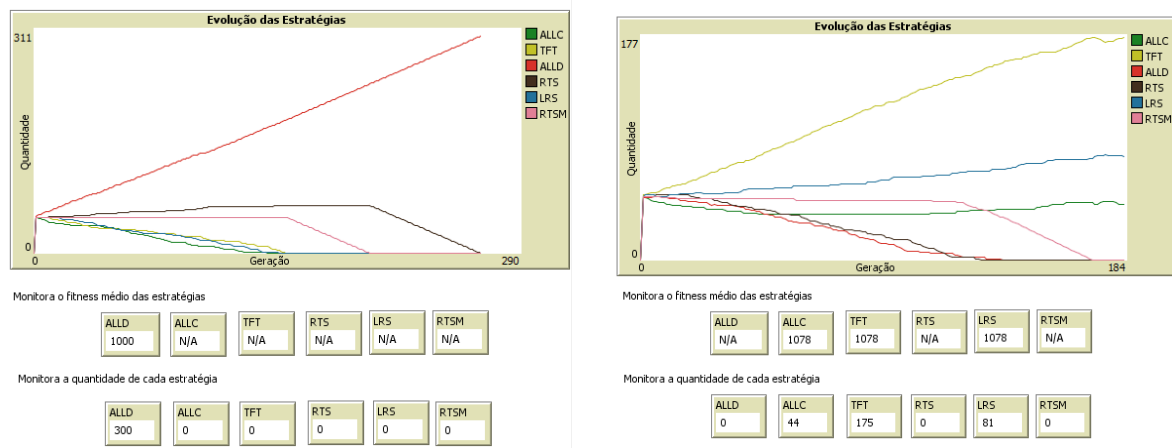 Evolução das Estratégias
311
Quantidade
0
0
Geração
290
ALLC
TFT
ALLD
RTS
LRS
RTSM
Monitora o fitness médio das estratégias
ALLD ALLC TFT RTS LRS RTSM
1000 N/A N/A N/A N/A N/A
Monitora a quantidade de cada estratégia
ALLD ALLC TFT RTS LRS RTSM
300 0 0 0 0 0
Evolução das Estratégias
177
Quantidade
0
0
Geração
184
ALLC
TFT
ALLD
RTS
LRS
RTSM
Monitora o fitness médio das estratégias
ALLD ALLC TFT RTS LRS RTSM
N/A 1078 1078 N/A 1078 N/A
Monitora a quantidade de cada estratégia
ALLD ALLC TFT RTS LRS RTSM
0 44 175 0 81 0